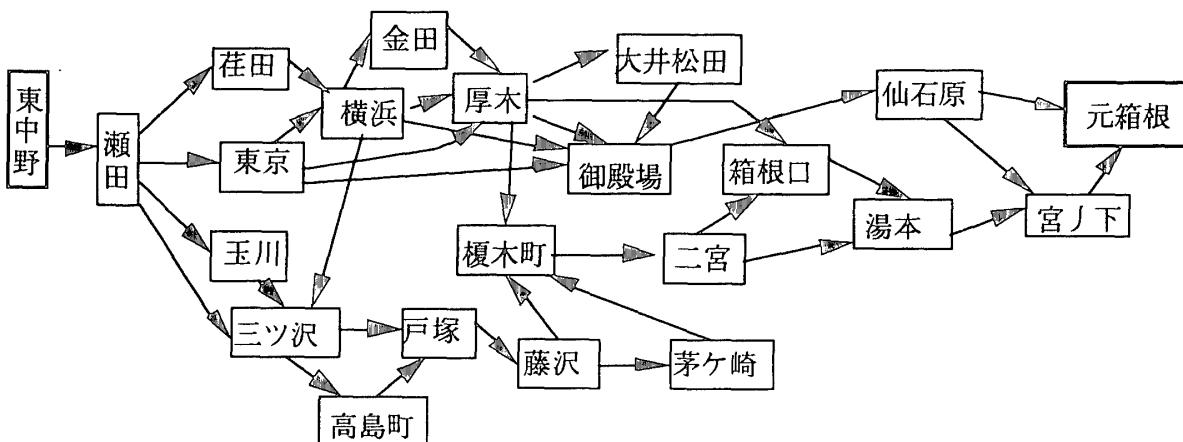 東中野
瀬田
荏田
東京
玉川
三ツ沢
高島町
横浜
金田
厚木
戸塚
榎木町
藤沢
大井松田
御殿場
二宮
茅ケ崎
箱根口
湯本
仙石原
宮ノ下
元箱根